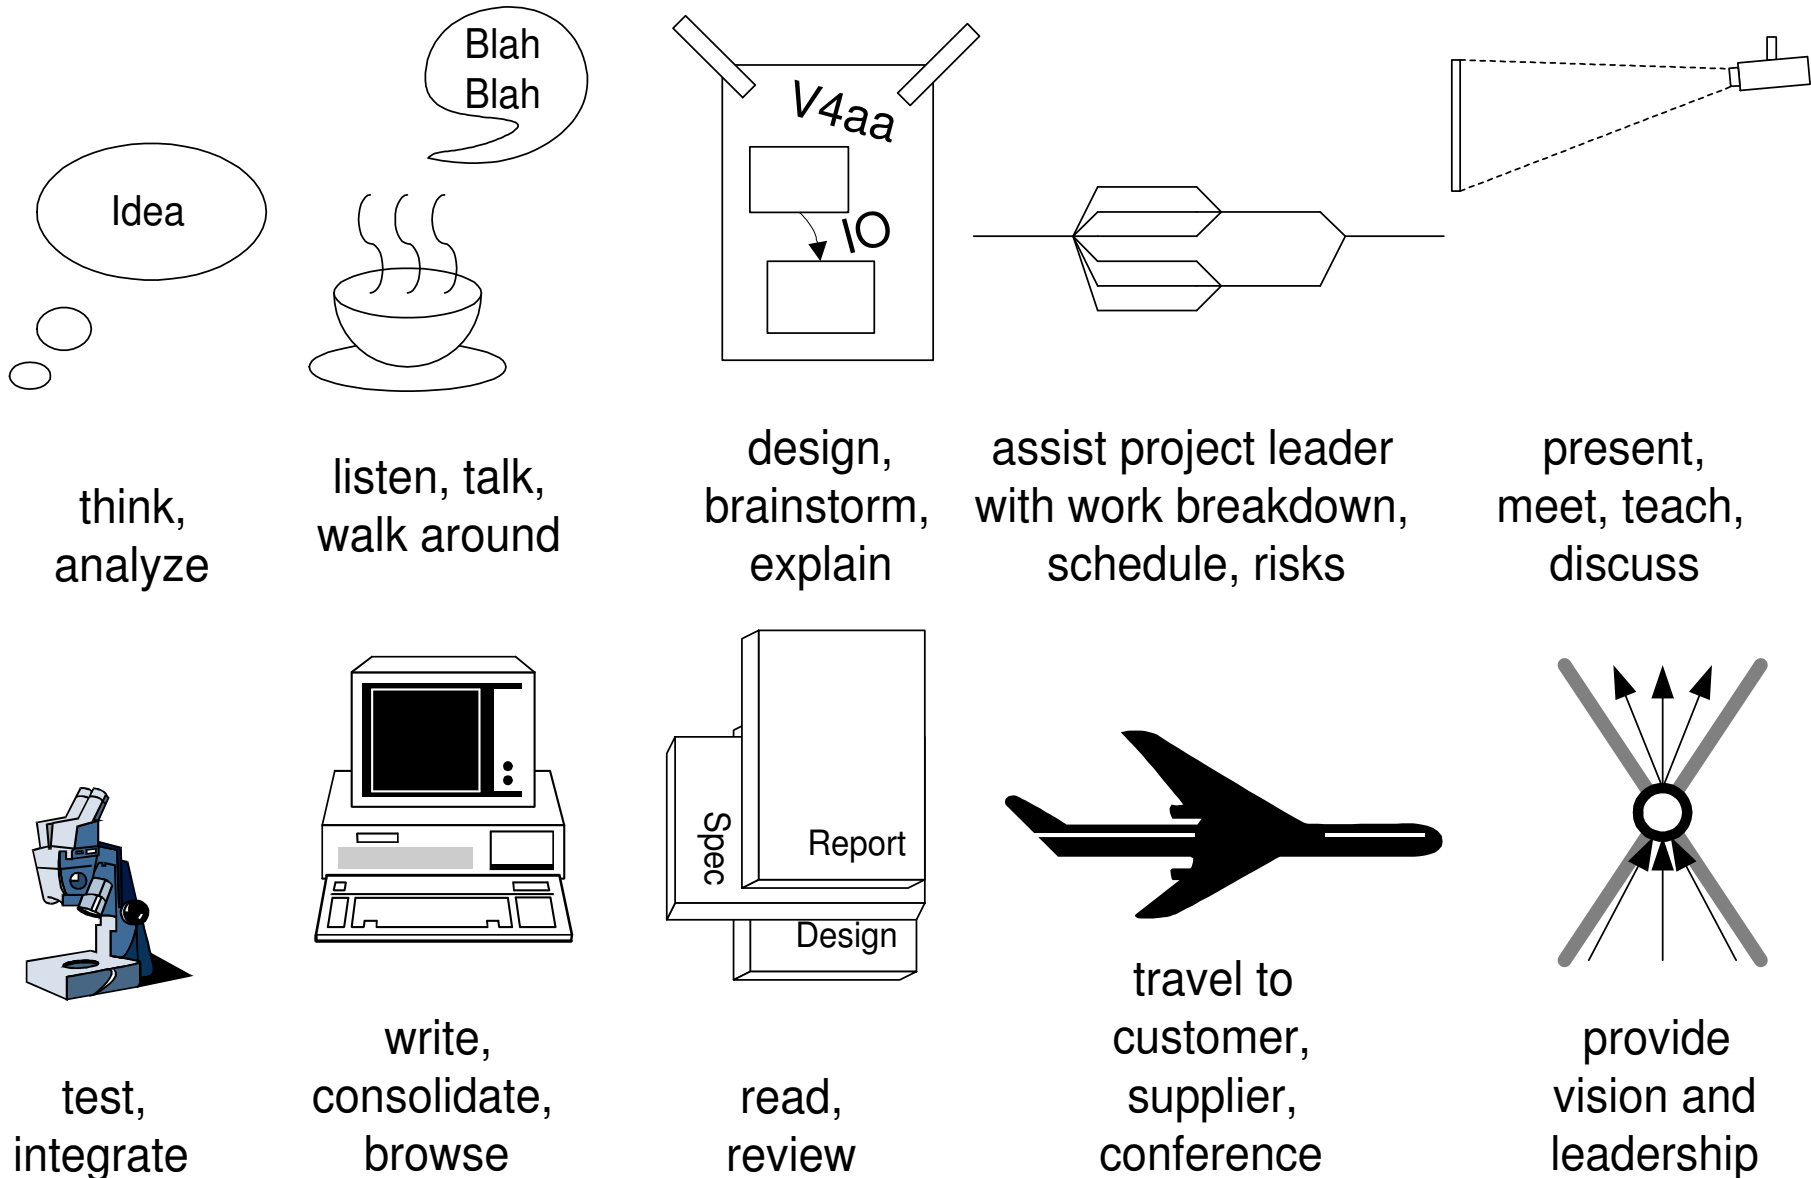 Blah
Blah
Idea
V4aa
IO
think,
analyze
listen, talk,
walk around
design,
brainstorm,
explain
assist project leader
with work breakdown,
schedule, risks
present,
meet, teach,
discuss
Spec
Report
Design
test,
integrate
write,
consolidate,
browse
read,
review
travel to
customer,
supplier,
conference
provide
vision and
leadership